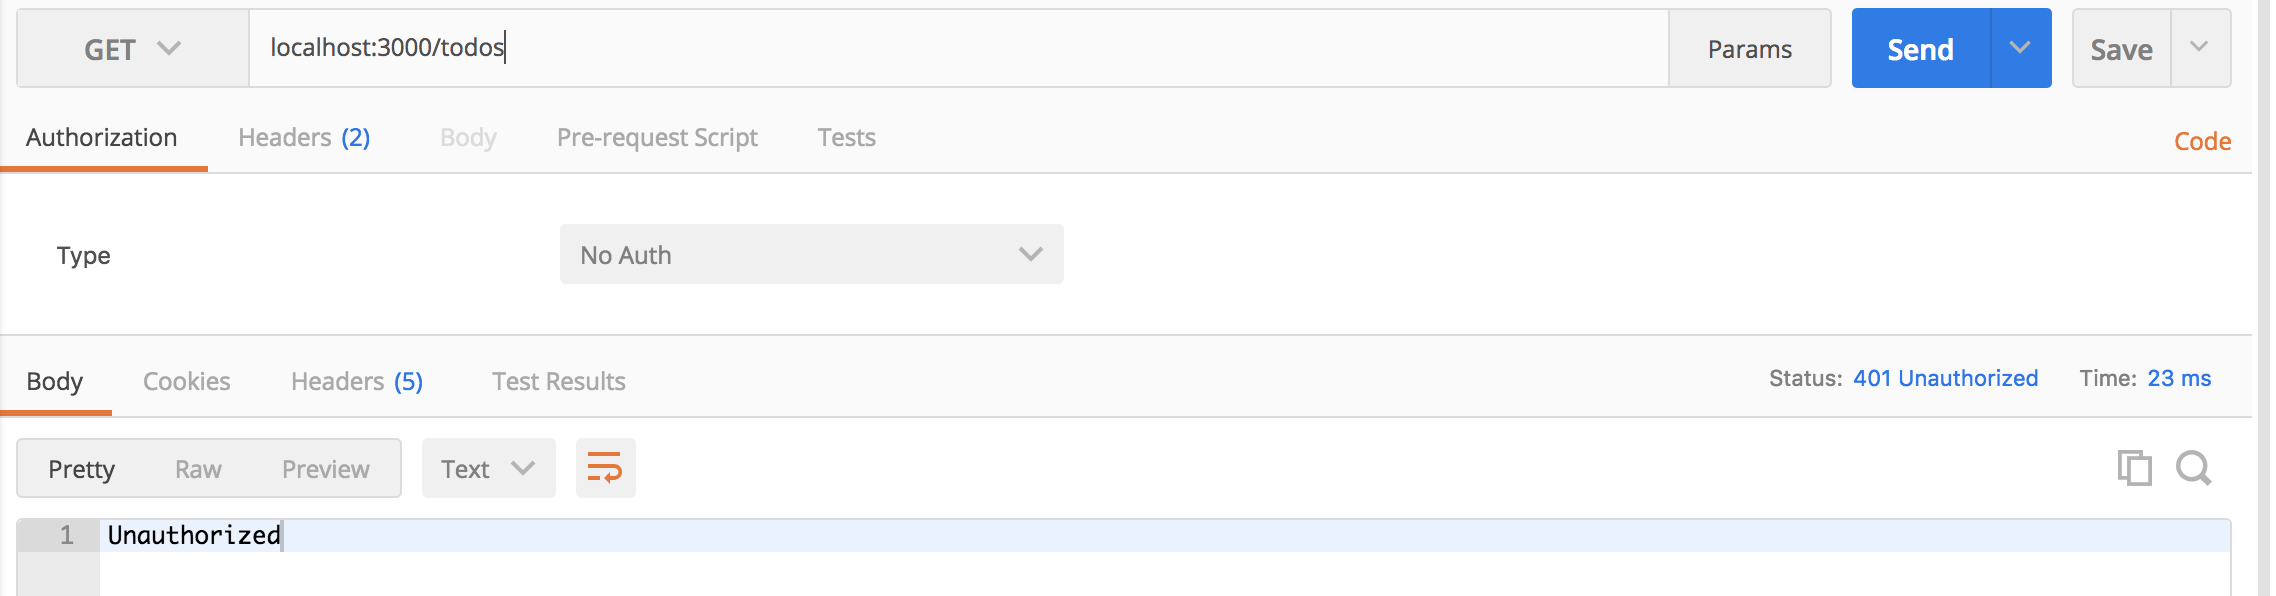 GET localhost:3000/todos Params Send Save
Authorization Headers (2) Body Pre-request Script Tests Code
Type No Auth
Body Cookies Headers (5) Test Results Status: 401 Unauthorized Time: 23 ms
Pretty Raw Preview Text
1 Unauthorized